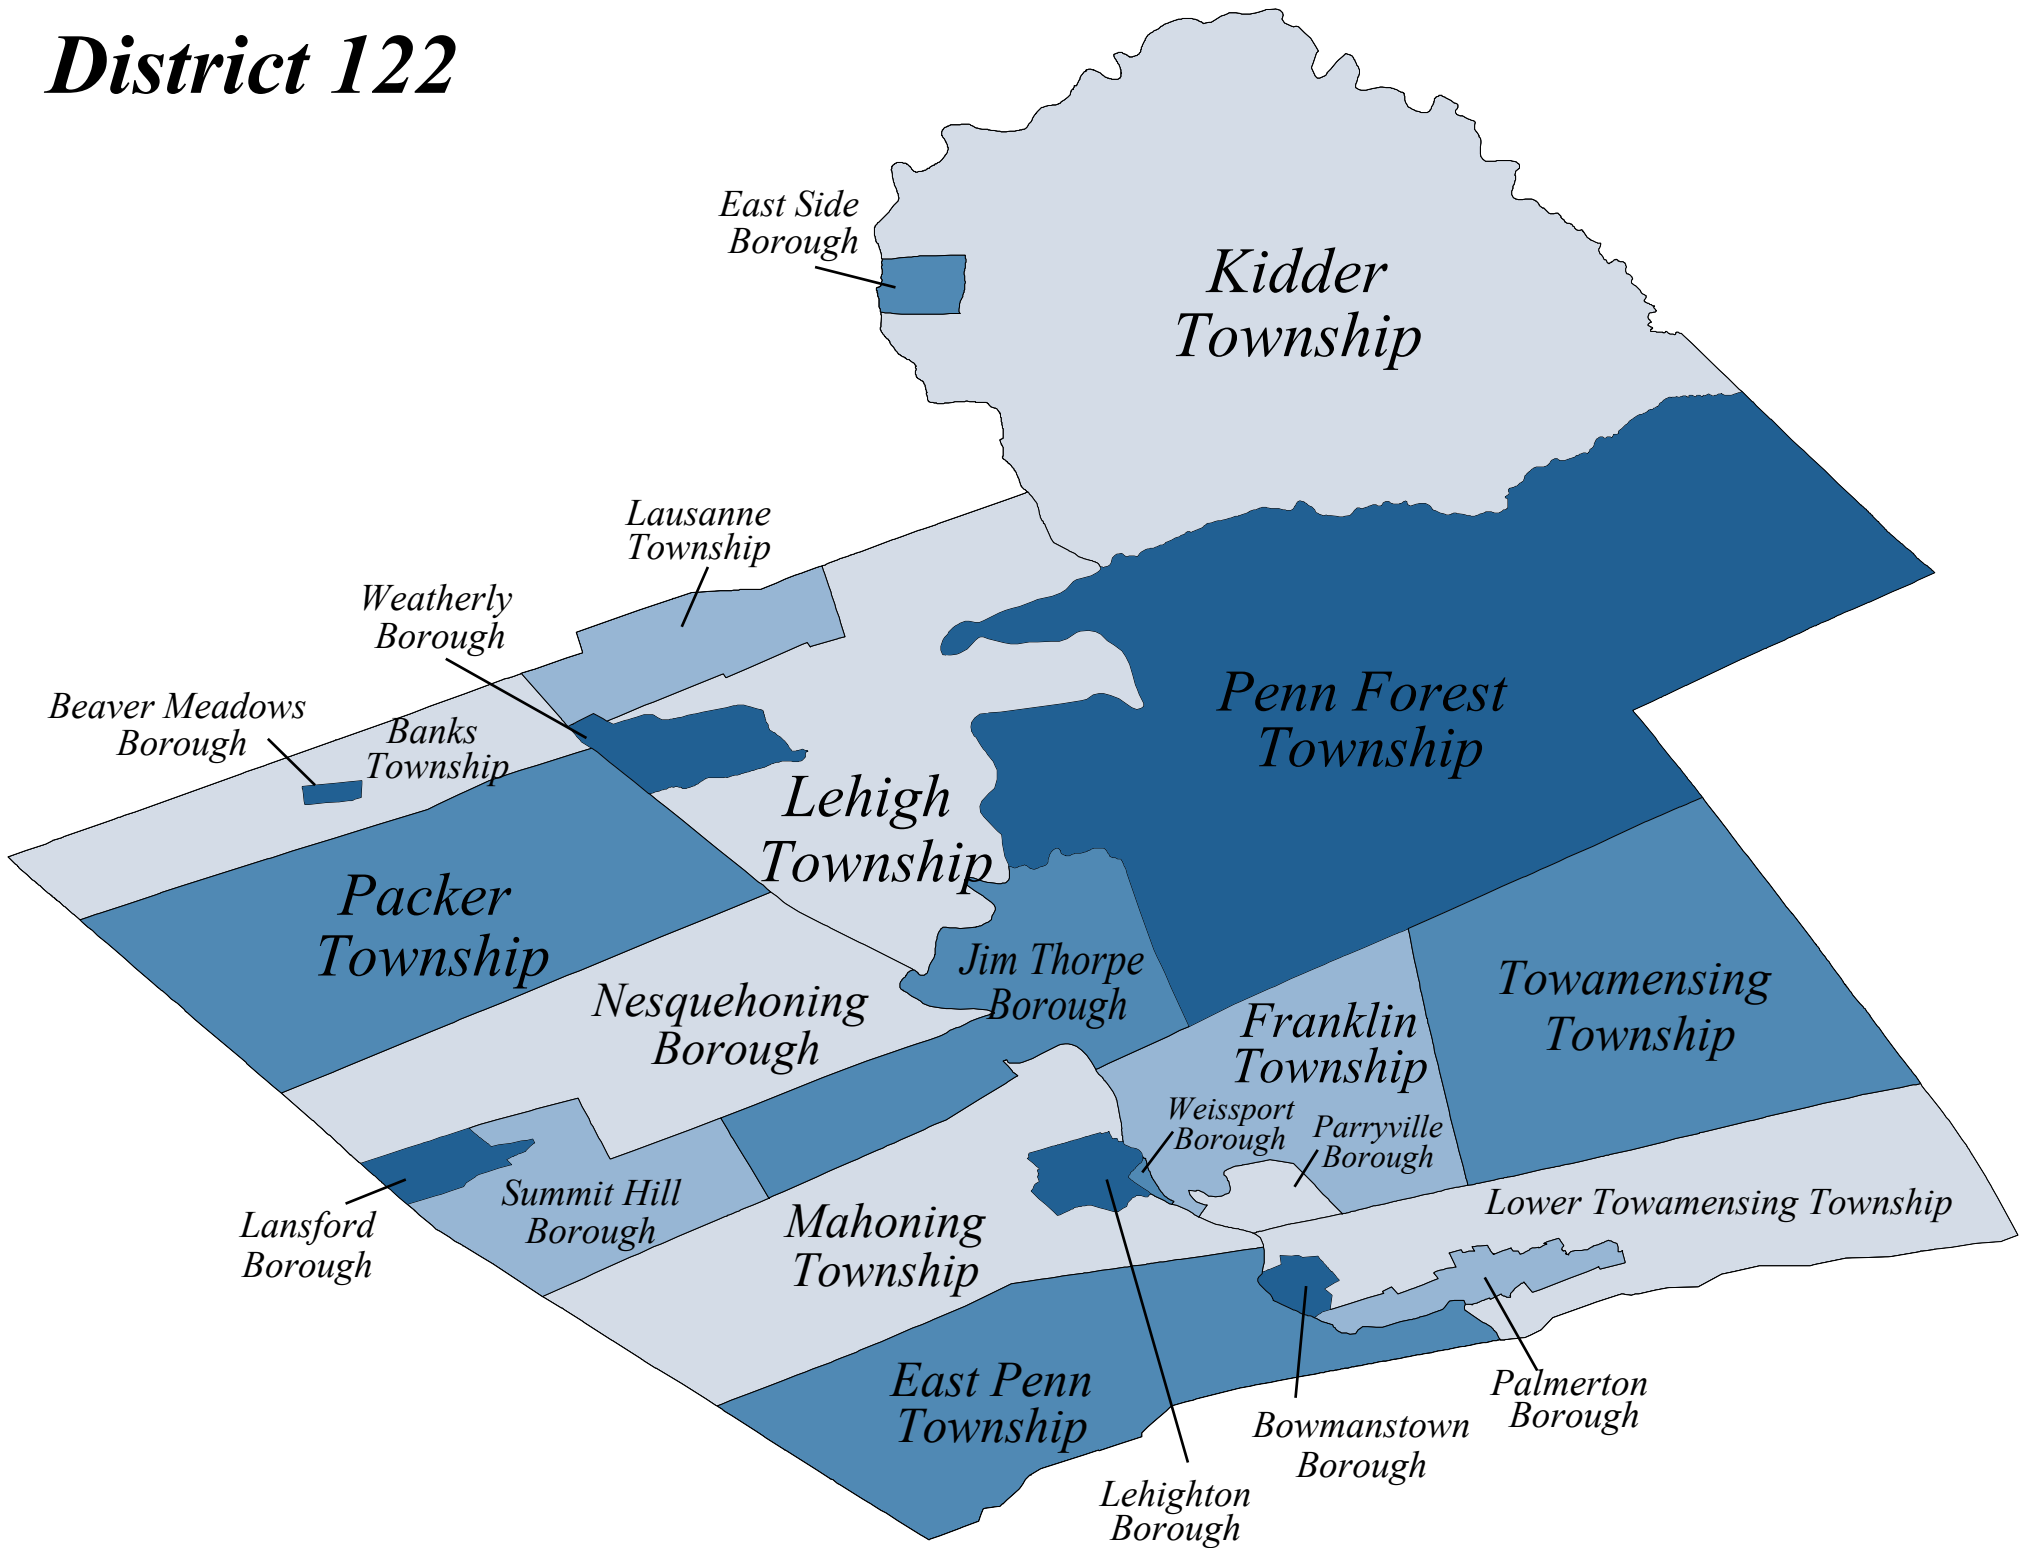 District 122
East Side
Borough
Kidder
Township
Lausanne
Township
Weatherly
Borough
Beaver Meadows
Borough
Banks
Township
Penn Forest
Township
Lehigh
Township
Packer
Township
Jim Thorpe
Borough
Nesquehoning
Borough
Franklin
Township
Towamensing
Township
Weissport
Borough
Parryville
Borough
Lansford
Borough
Summit Hill
Borough
Mahoning
Township
Lower Towamensing Township
East Penn
Township
Palmerton
Borough
Bowmanstown
Borough
Lehighton
Borough